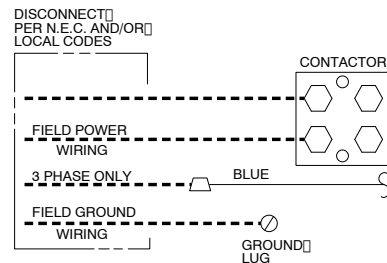 DISCONNECT
PER N.E.C. AND/OR
LOCAL CODES
CONTACTOR
FIELD POWER
WIRING
3 PHASE ONLY
BLUE
FIELD GROUND
WIRING
GROUND
LUG